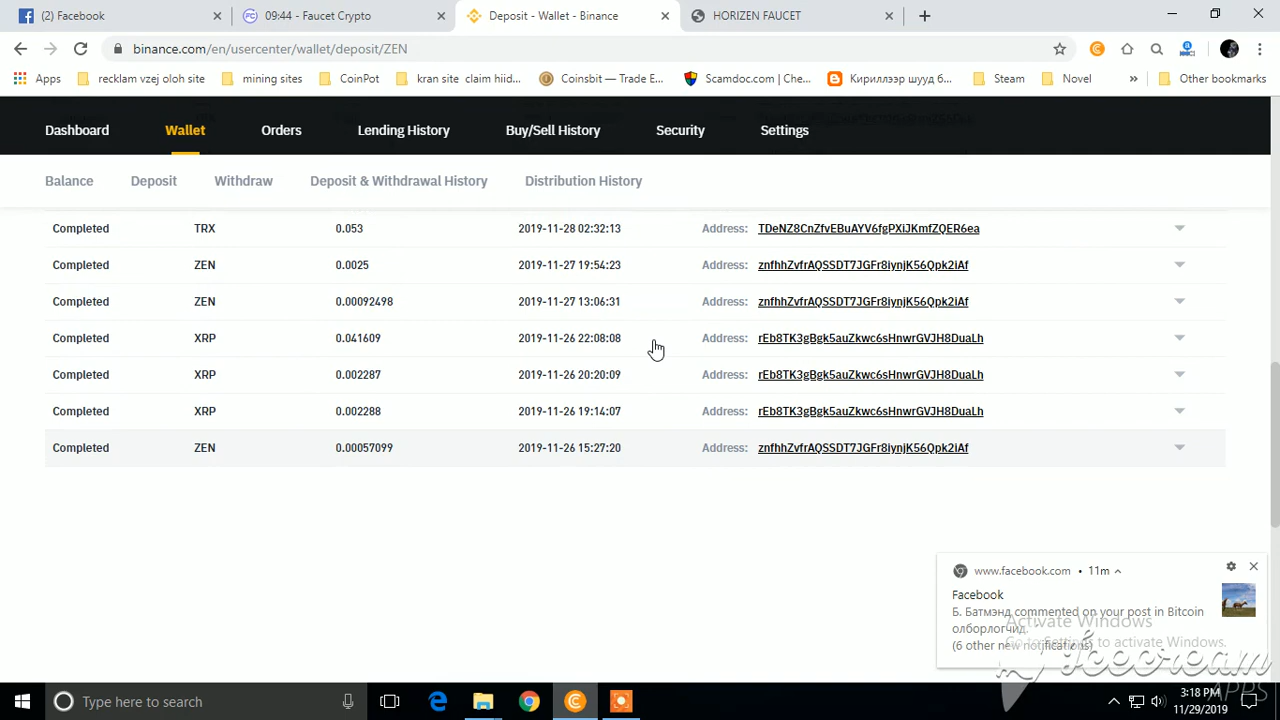 (2) Facebook
09:44 - Faucet Crypto
Deposit - Wallet - Binance
HORIZEN FAUCET
binance.com/en/usercenter/wallet/deposit/ZEN
Apps
recklam vzej oloh site
mining sites
CoinPot
kran site claim hiid...
Coinsbit — Trade E...
Scamdoc.com | Che...
Кириллээр шууд б...
Steam
Novel
»
Other bookmarks
Dashboard
Wallet
Orders
Lending History
Buy/Sell History
Security
Settings
Balance
Deposit
Withdraw
Deposit & Withdrawal History
Distribution History
Completed TRX 0.053 2019-11-28 02:32:13 Address: TDeNZ8CnZfvEBuAYV6fgPXiJKmfZQER6ea
Completed ZEN 0.0025 2019-11-27 19:54:23 Address: znfhhZvfrAQSSDT7JGFr8iynjK56Qpk2iAf
Completed ZEN 0.00092498 2019-11-27 13:06:31 Address: znfhhZvfrAQSSDT7JGFr8iynjK56Qpk2iAf
Completed XRP 0.041609 2019-11-26 22:08:08 Address: rEb8TK3gBgk5auZkwc6sHnwrGVJH8DuaLh
Completed XRP 0.002287 2019-11-26 20:20:09 Address: rEb8TK3gBgk5auZkwc6sHnwrGVJH8DuaLh
Completed XRP 0.002288 2019-11-26 19:14:07 Address: rEb8TK3gBgk5auZkwc6sHnwrGVJH8DuaLh
Completed ZEN 0.00057099 2019-11-26 15:27:20 Address: znfhhZvfrAQSSDT7JGFr8iynjK56Qpk2iAf
www.facebook.com • 11m
Facebook
Б. Батмэнд commented on your post in Bitcoin
олборлогчид.
(6 other new notifications)
Activate Windows
Go to Settings to activate Windows.
icecream
APPS
Type here to search
3:18 PM
11/29/2019